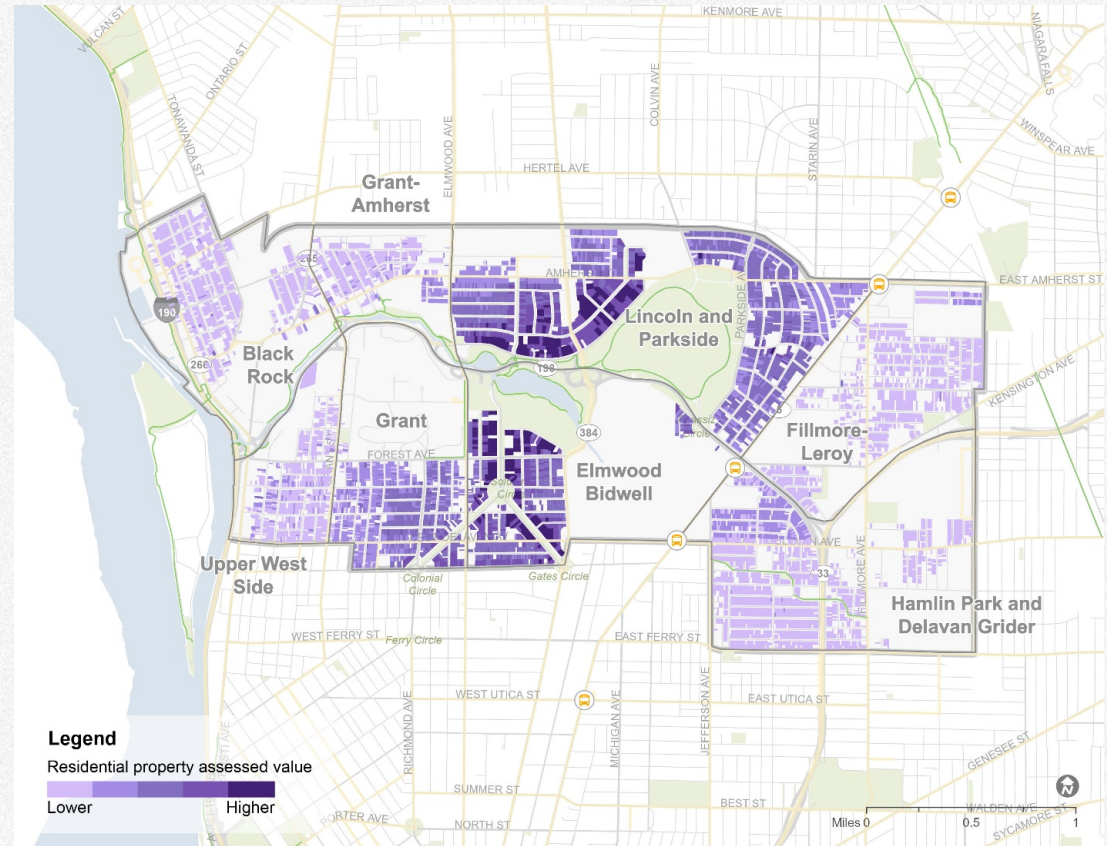 KENMORE AVE
VULCAN ST
ONTARIO ST
TONAWANDA ST
ELMWOOD AVE
COLVIN AVE
STARIN AVE
NIAGARA FALLS
WINSPEAR AVE
HERTEL AVE
Grant-
Amherst
EAST AMHERST ST
265
190
266
Black
Rock
Lincoln and
Parkside
PARKSIDE AV
198
384
Grant
FOREST AVE
Elmwood
Bidwell
Fillmore-
Leroy
KENSINGTON AVE
Upper West
Side
Colonial
Circle
Gates Circle
33
FILLMORE AVE
Hamlin Park and
Delavan Grider
WEST FERRY ST
Ferry Circle
EAST FERRY ST
WEST UTICA ST
EAST UTICA ST
RICHMOND AVE
MICHIGAN AVE
JEFFERSON AVE
GENESEE ST
SUMMER ST
BEST ST
WALDEN AVE
SYCAMORE ST
PORTER AVE
NORTH ST
Legend
Residential property assessed value
Lower Higher
N
Miles 0 0.5 1